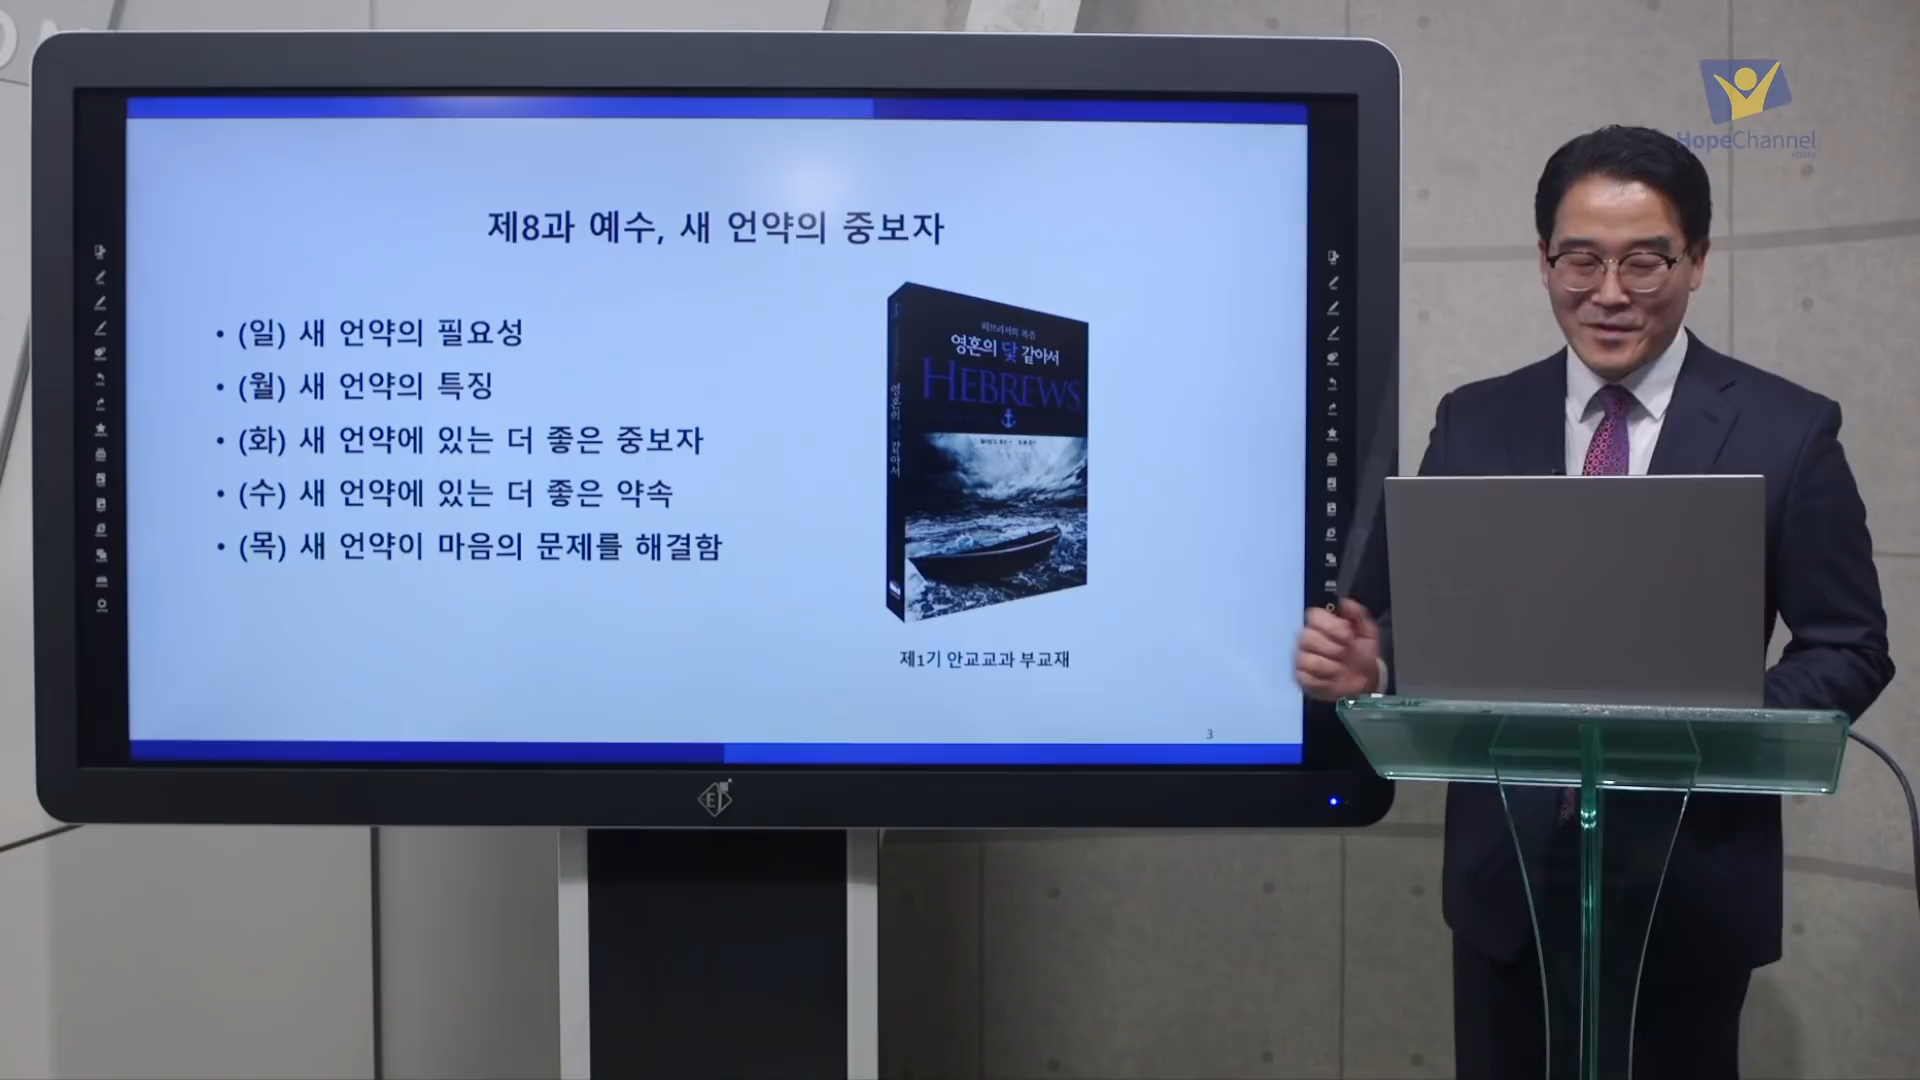 제8과 예수, 새 언약의 중보자
• (일) 새 언약의 필요성
• (월) 새 언약의 특징
• (화) 새 언약에 있는 더 좋은 중보자
• (수) 새 언약에 있는 더 좋은 약속
• (목) 새 언약이 마음의 문제를 해결함
히브리서의 복음
영혼의 닻 같아서
HEBREWS
제1기 안교교과 부교재
3
HopeChannel